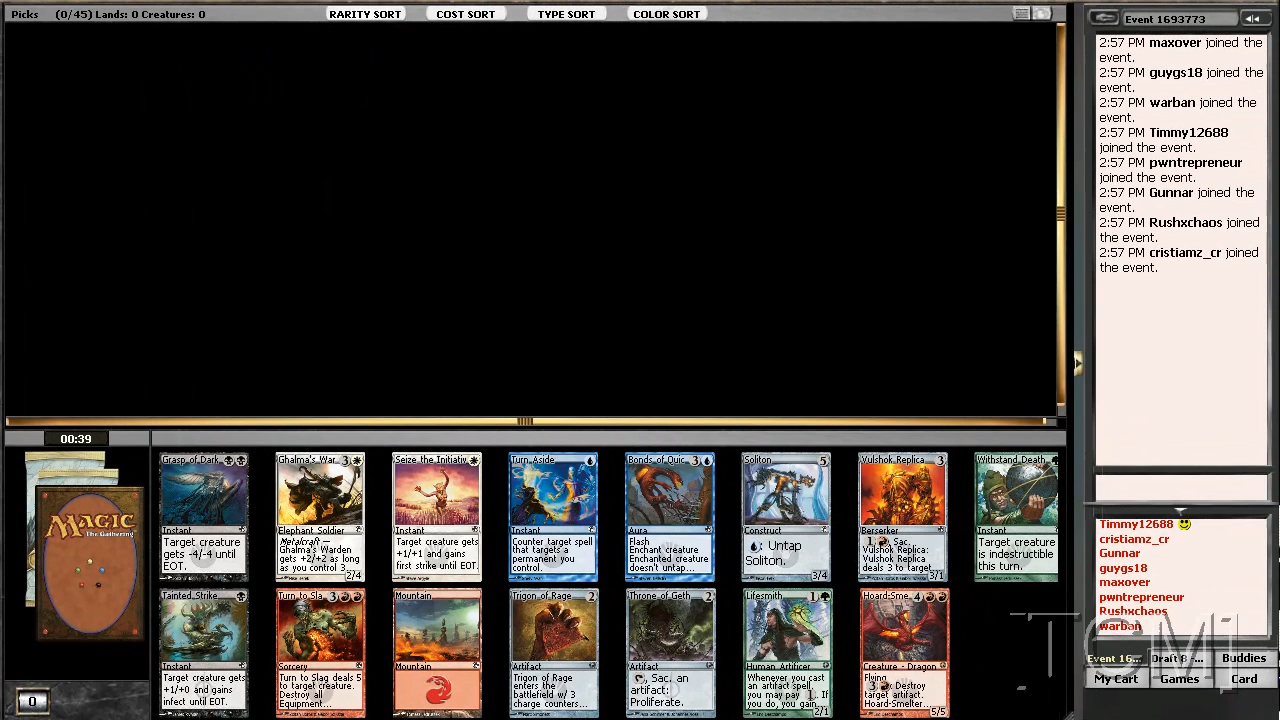 Picks (0/45) Lands: 0 Creatures: 0
RARITY SORT
COST SORT
TYPE SORT
COLOR SORT
Event 1693773
2:57 PM maxover joined the
event.
2:57 PM guygs18 joined the
event.
2:57 PM warban joined the
event.
2:57 PM Timmy12688
joined the event.
2:57 PM pwntrepreneur
joined the event.
2:57 PM Gunnar joined the
event.
2:57 PM Rushxchaos joined
the event.
2:57 PM cristiamz_cr joined
the event.
00:39
MAGIC
The Gathering
0
Grasp of Dark
Instant
Target creature
gets -4/-4 until
EOT.
Ghalma's War 3
Elephant Soldier
Metalcraft —
Ghalma's Warden
gets +2/+2 as
long as you control 3
2/4
Seize the Initiativ
Instant
Target creature gets
+1/+1 and gains
first strike until EOT.
Turn Aside
Instant
Counter target spell
that targets a
permanent you
control.
Bonds of Quic 3
Aura
Flash
Enchant creature
Enchanted creature
doesn't untap...
Soliton 5
Construct
: Untap
Soliton.
3/4
Vulshok Replica 3
Berserker
1, Sac.
Vulshok Replica:
Vulshok Replica
deals 3 to target
3/1
Withstand Death
Instant
Target creature
is indestructible
this turn.
Tainted Strike
Instant
Target creature gets
+1/+0 and gains
infect until EOT.
Turn to 3
Sorcery
Turn to Slag deals 5
to target creature.
Destroy all
Equipment...
Mountain
Mountain
Trigon of Rage 2
Artifact
Trigon of Rage
enters the
battlefield w/ 3
charge counters...
Throne of Geth 2
Artifact
, Sac. an
artifact:
Proliferate.
Lifesmith 1
Human Artificer
Whenever you cast
an artifact spell,
you may pay 1. If
you do, you gain
2/1
Hoard-Sme 4
Creature - Dragon
Flying
3: Destroy
target artifact.
Hoard-Smelter
5/5
Timmy12688
cristiamz_cr
Gunnar
guygs18
maxover
pwntrepreneur
Rushxchaos
warban
Event 16...
Draft 8 -...
Buddies
My Cart
Games
Card